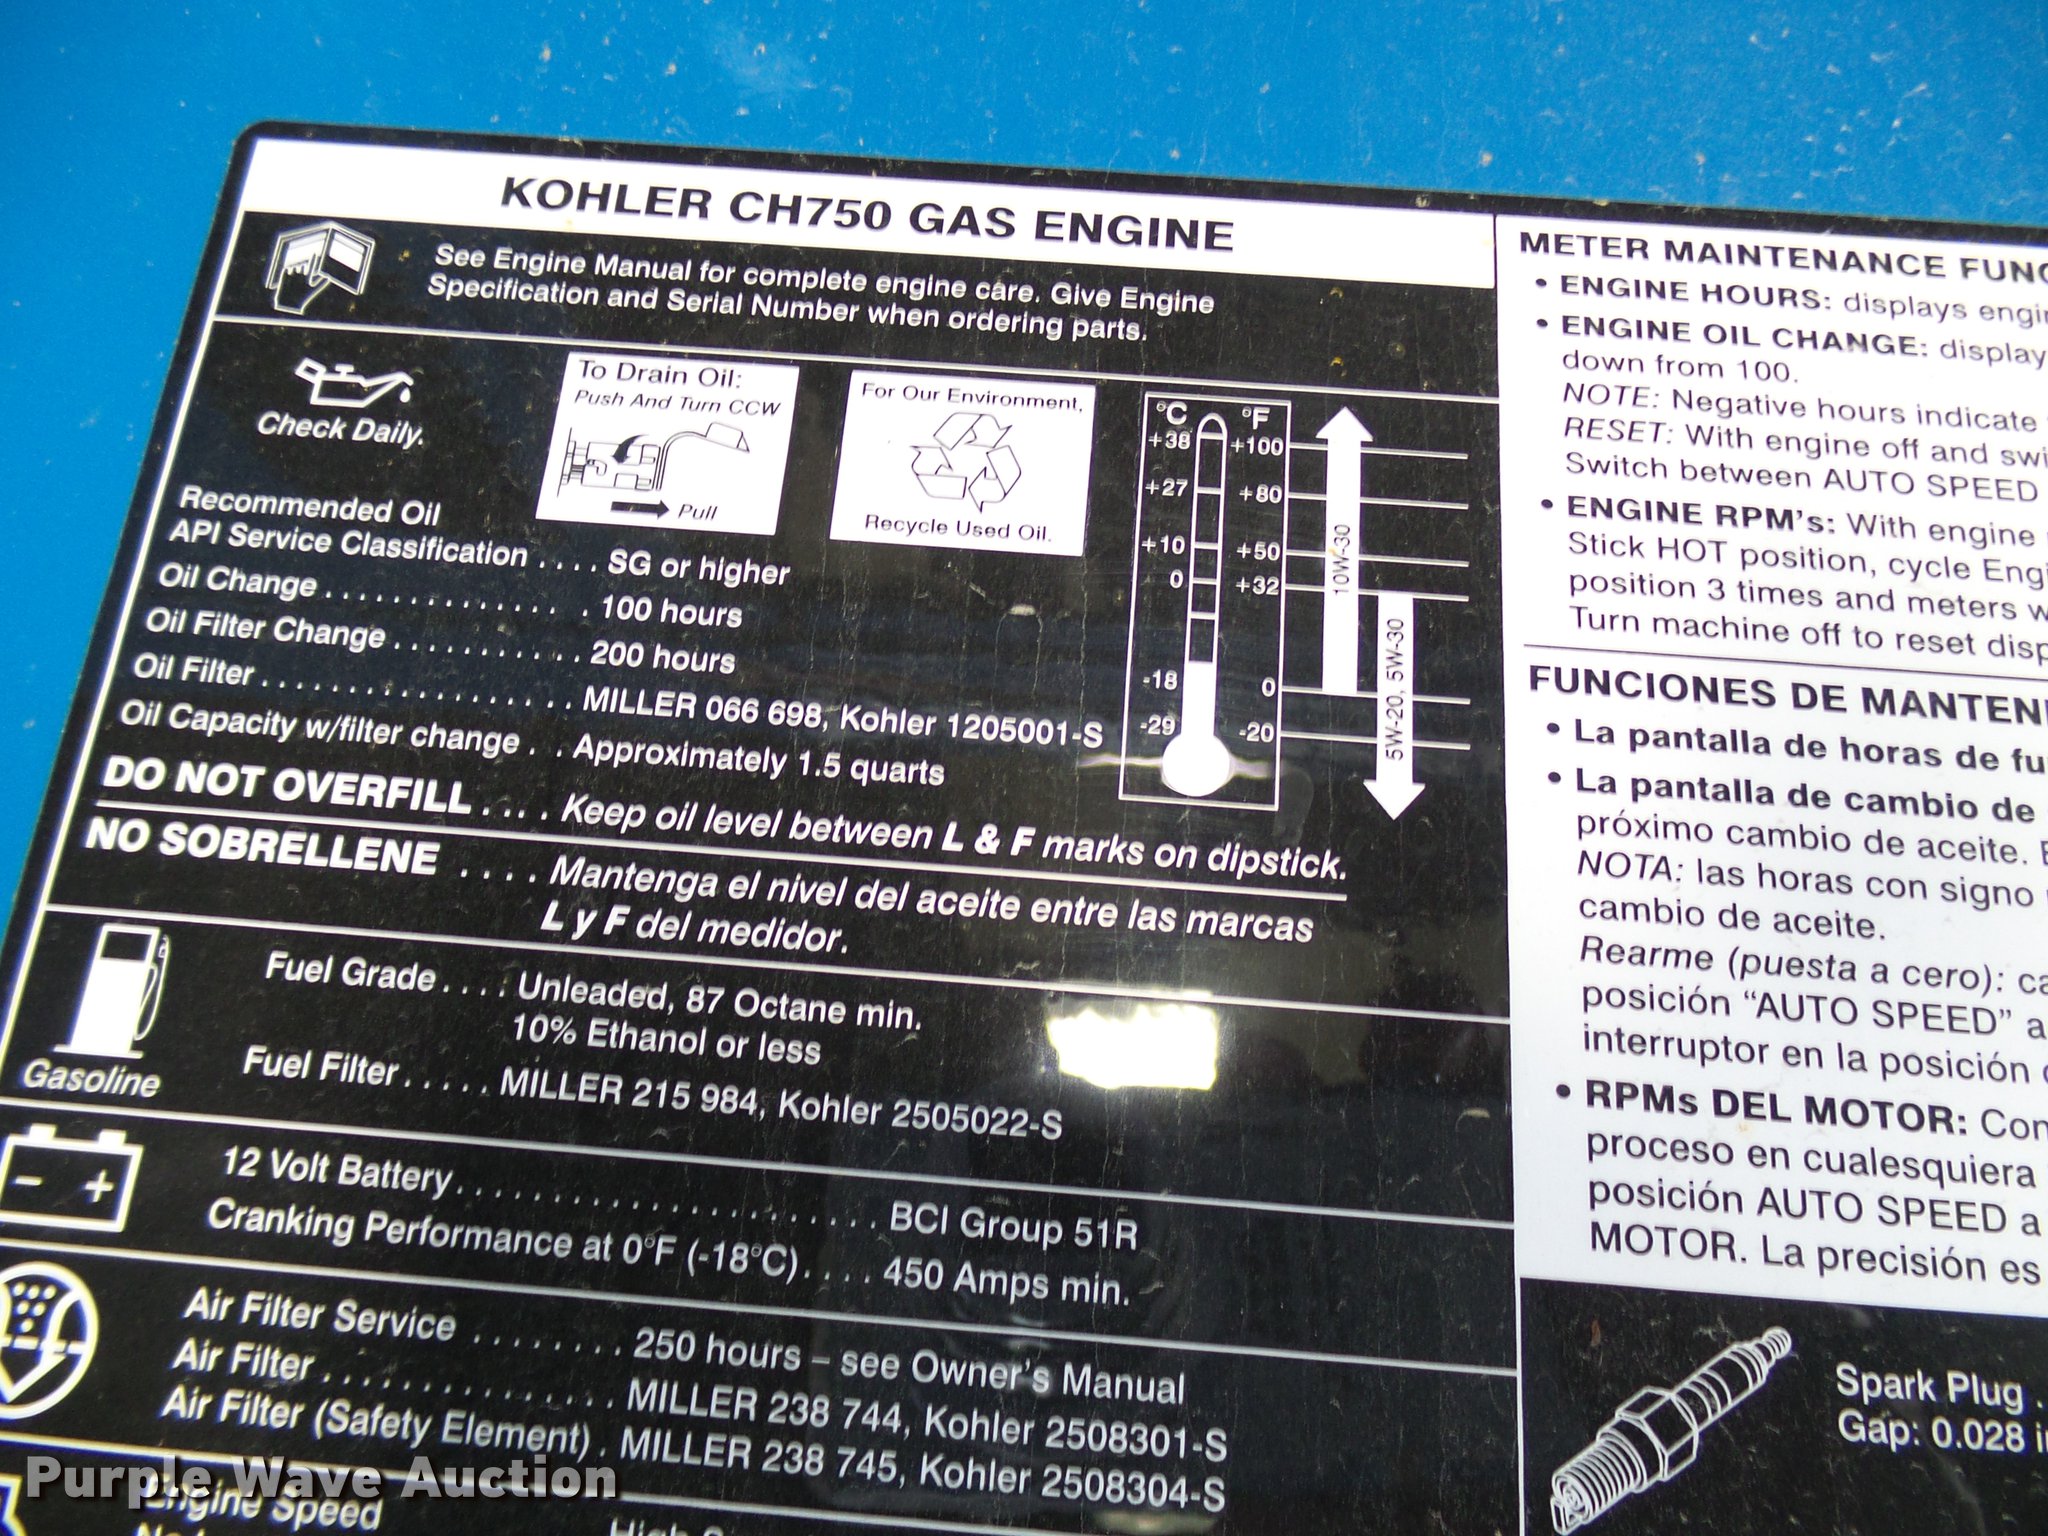 KOHLER CH750 GAS ENGINE
See Engine Manual for complete engine care. Give Engine
Specification and Serial Number when ordering parts.
Check Daily.
To Drain Oil:
Push And Turn CCW
Pull
For Our Environment,
Recycle Used Oil.
°C °F
+38 +100
+27 +80
+10 +50
0 +32
-18 0
-29 -20
10W-30
5W-20, 5W-30
Recommended Oil
API Service Classification .... SG or higher
Oil Change .............. 100 hours
Oil Filter Change ........... 200 hours
Oil Filter .................. MILLER 066 698, Kohler 1205001-S
Oil Capacity w/filter change . . Approximately 1.5 quarts
DO NOT OVERFILL .... Keep oil level between L & F marks on dipstick.
NO SOBRELLENE .... Mantenga el nivel del aceite entre las marcas
L y F del medidor.
Gasoline
Fuel Grade .... Unleaded, 87 Octane min.
10% Ethanol or less
Fuel Filter ..... MILLER 215 984, Kohler 2505022-S
- +
12 Volt Battery .................... BCI Group 51R
Cranking Performance at 0°F (-18°C) .... 450 Amps min.
Air Filter Service ........ 250 hours – see Owner's Manual
Air Filter ................ MILLER 238 744, Kohler 2508301-S
Air Filter (Safety Element) . MILLER 238 745, Kohler 2508304-S
Engine Speed
High
METER MAINTENANCE FUNC
• ENGINE HOURS: displays engin
• ENGINE OIL CHANGE: display
down from 100.
NOTE: Negative hours indicate
RESET: With engine off and swi
Switch between AUTO SPEED
• ENGINE RPM's: With engine
Stick HOT position, cycle Engi
position 3 times and meters w
Turn machine off to reset disp
FUNCIONES DE MANTENI
• La pantalla de horas de fu
• La pantalla de cambio de
próximo cambio de aceite. E
NOTA: las horas con signo
cambio de aceite.
Rearme (puesta a cero): ca
posición “AUTO SPEED” a
interruptor en la posición
• RPMs DEL MOTOR: Con
proceso en cualesquiera
posición AUTO SPEED a
MOTOR. La precisión es
Spark Plug .
Gap: 0.028 in
Purple Wave Auction